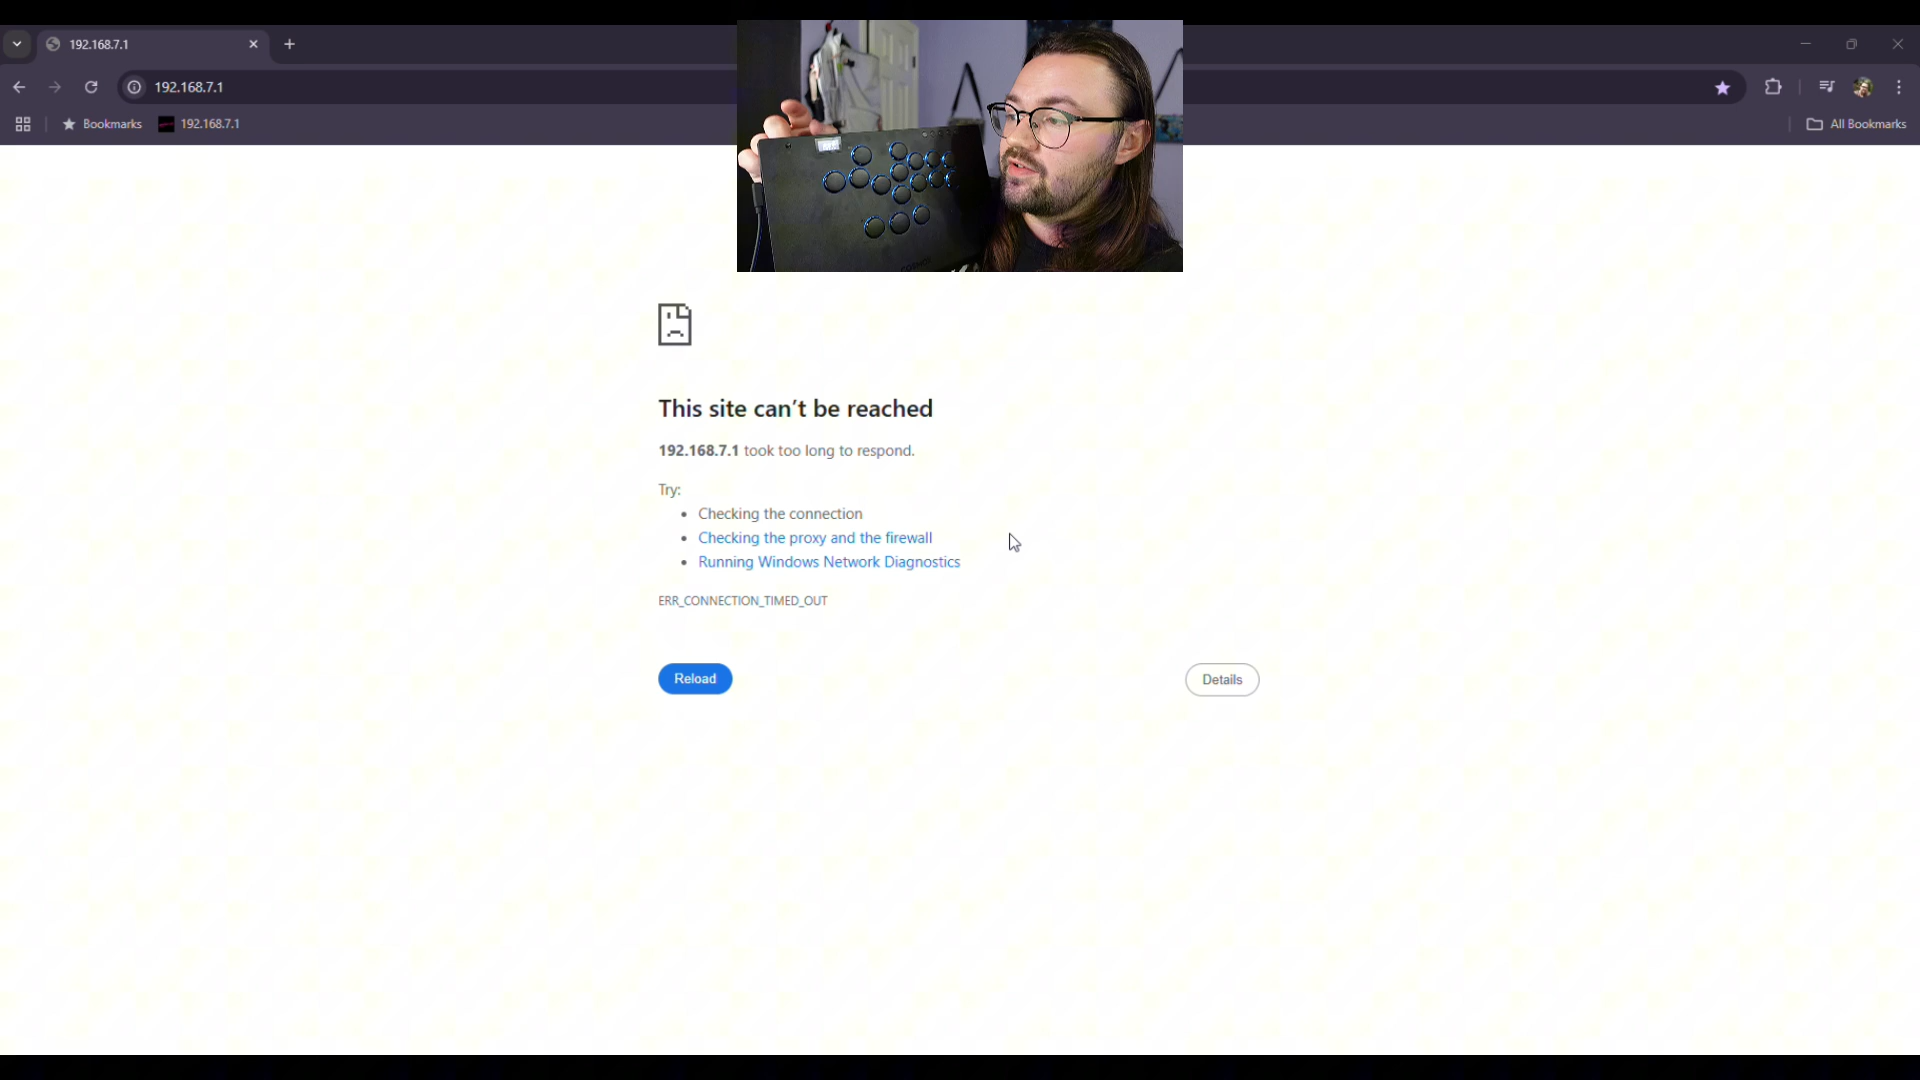 192.168.7.1
192.168.7.1
Bookmarks
192.168.7.1
All Bookmarks
This site can't be reached
192.168.7.1 took too long to respond.
Try:
Checking the connection
Checking the proxy and the firewall
Running Windows Network Diagnostics
ERR_CONNECTION_TIMED_OUT
Reload
Details